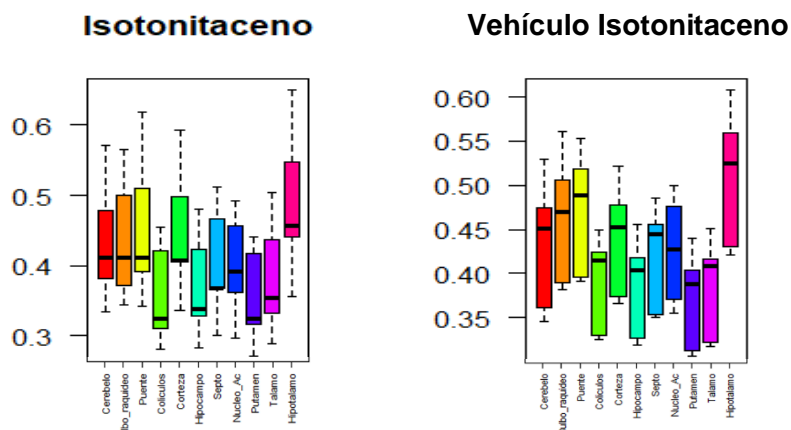 Isotonitaceno
0.6
0.5
0.4
0.3
Cerebelo
ulbo_raquideo
Puente
Coliculos
Corteza
Hipocampo
Septo
Nucleo_Ac
Putamen
Talamo
Hipotalamo
Vehículo Isotonitaceno
0.60
0.55
0.50
0.45
0.40
0.35
Cerebelo
ulbo_raquideo
Puente
Coliculos
Corteza
Hipocampo
Septo
Nucleo_Ac
Putamen
Talamo
Hipotalamo